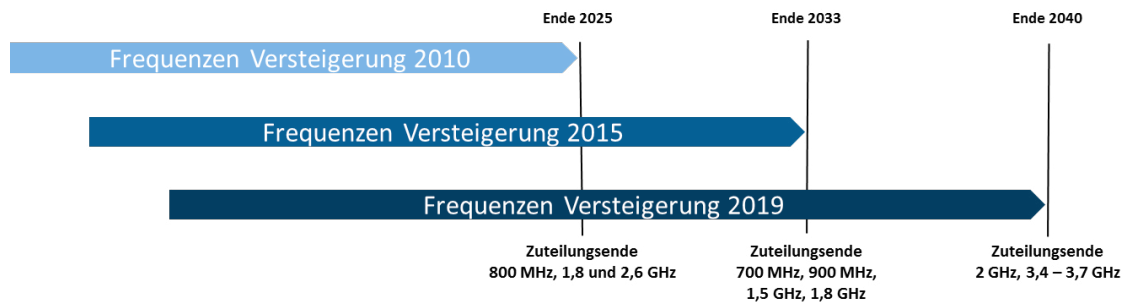 Ende 2025
Ende 2033
Ende 2040
Frequenzen Versteigerung 2010
Frequenzen Versteigerung 2015
Frequenzen Versteigerung 2019
Zuteilungsende
800 MHz, 1,8 und 2,6 GHz
Zuteilungsende
700 MHz, 900 MHz,
1,5 GHz, 1,8 GHz
Zuteilungsende
2 GHz, 3,4 – 3,7 GHz